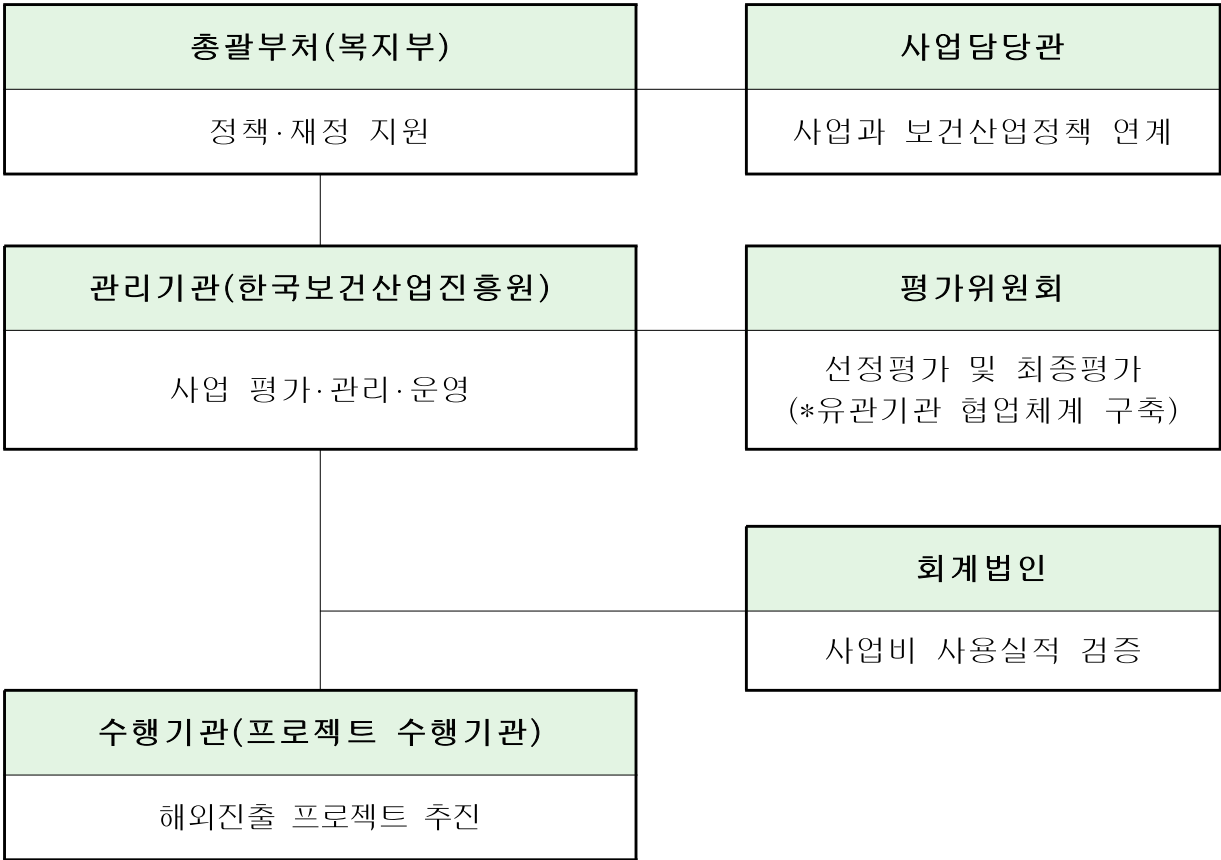 총괄부처(복지부)
정책·재정 지원
사업담당관
사업과 보건산업정책 연계
관리기관(한국보건산업진흥원)
사업 평가·관리·운영
평가위원회
선정평가 및 최종평가
(*유관기관 협업체계 구축)
회계법인
사업비 사용실적 검증
수행기관(프로젝트 수행기관)
해외진출 프로젝트 추진